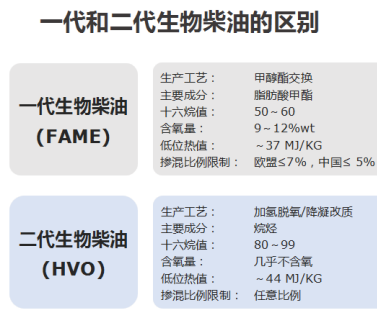 一代和二代生物柴油的区别
一代生物柴油
(FAME)
生产工艺： 甲醇酯交换
主要成分： 脂肪酸甲酯
十六烷值： 50~60
含氧量： 9~12%wt
低位热值： ~37 MJ/KG
掺混比例限制： 欧盟≤7%，中国≤ 5%
二代生物柴油
(HVO)
生产工艺： 加氢脱氧/降凝改质
主要成分： 烷烃
十六烷值： 80~99
含氧量： 几乎不含氧
低位热值： ~44 MJ/KG
掺混比例限制： 任意比例